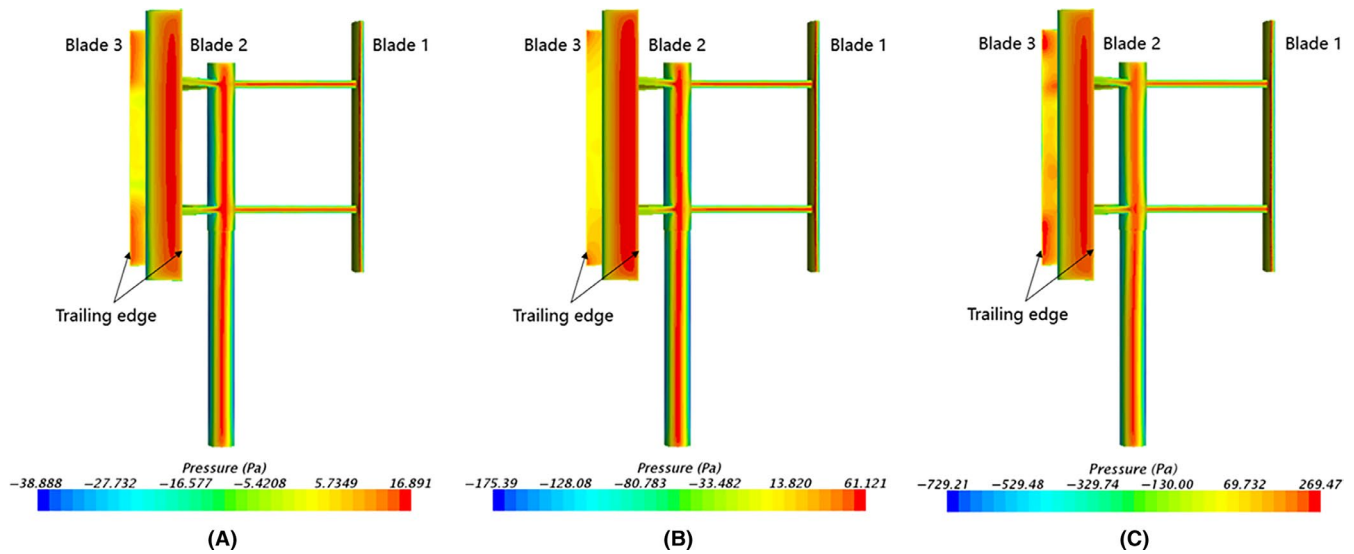 Blade 3 Blade 2 Blade 1
Trailing edge
Pressure (Pa)
−38.888 −27.732 −16.577 −5.4208 5.7349 16.891
(A)
Blade 3 Blade 2 Blade 1
Trailing edge
Pressure (Pa)
−175.39 −128.08 −80.783 −33.482 13.820 61.121
(B)
Blade 3 Blade 2 Blade 1
Trailing edge
Pressure (Pa)
−729.21 −529.48 −329.74 −130.00 69.732 269.47
(C)